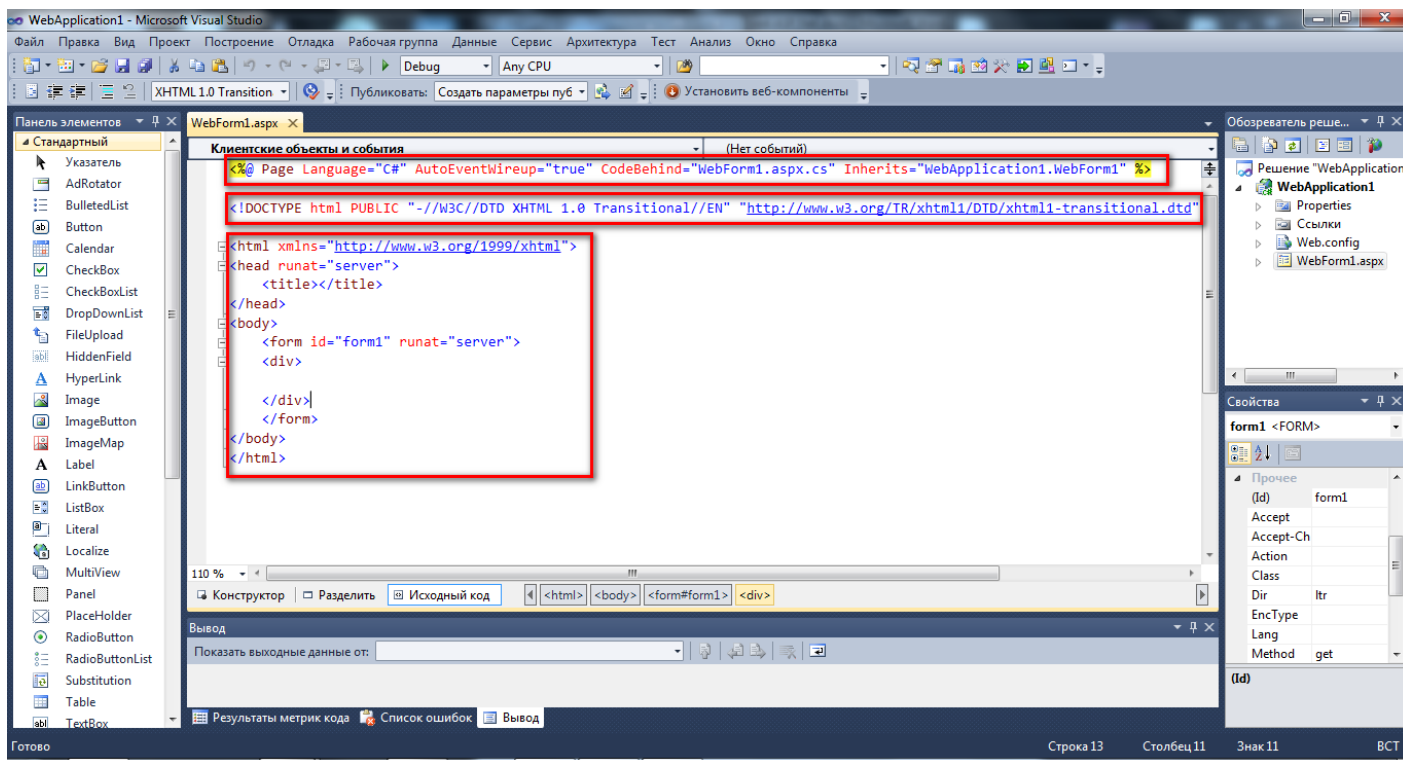 WebApplication1 - Microsoft Visual Studio
Файл Правка Вид Проект Построение Отладка Рабочая группа Данные Сервис Архитектура Тест Анализ Окно Справка
Debug Any CPU
XHTML 1.0 Transition Публиковать: Создать параметры пуб Установить веб-компоненты
Панель элементов
Стандартный
Указатель
AdRotator
BulletedList
Button
Calendar
CheckBox
CheckBoxList
DropDownList
FileUpload
HiddenField
HyperLink
Image
ImageButton
ImageMap
Label
LinkButton
ListBox
Literal
Localize
MultiView
Panel
PlaceHolder
RadioButton
RadioButtonList
Substitution
Table
TextBox
WebForm1.aspx
Клиентские объекты и события (Нет событий)
<%@ Page Language="C#" AutoEventWireup="true" CodeBehind="WebForm1.aspx.cs" Inherits="WebApplication1.WebForm1" %>
<!DOCTYPE html PUBLIC "-//W3C//DTD XHTML 1.0 Transitional//EN" "http://www.w3.org/TR/xhtml1/DTD/xhtml1-transitional.dtd"
<html xmlns="http://www.w3.org/1999/xhtml">
<head runat="server">
<title></title>
</head>
<body>
<form id="form1" runat="server">
<div>
</div>
</form>
</body>
</html>
110 %
Конструктор Разделить Исходный код <html> <body> <form#form1> <div>
Вывод
Показать выходные данные от:
Результаты метрик кода Список ошибок Вывод
Обозреватель реше...
Решение "WebApplication
WebApplication1
Properties
Ссылки
Web.config
WebForm1.aspx
Свойства
form1 <FORM>
Прочее
(Id) form1
Accept
Accept-Ch
Action
Class
Dir ltr
EncType
Lang
Method get
(Id)
Готово Строка 13 Столбец 11 Знак 11 ВСТ